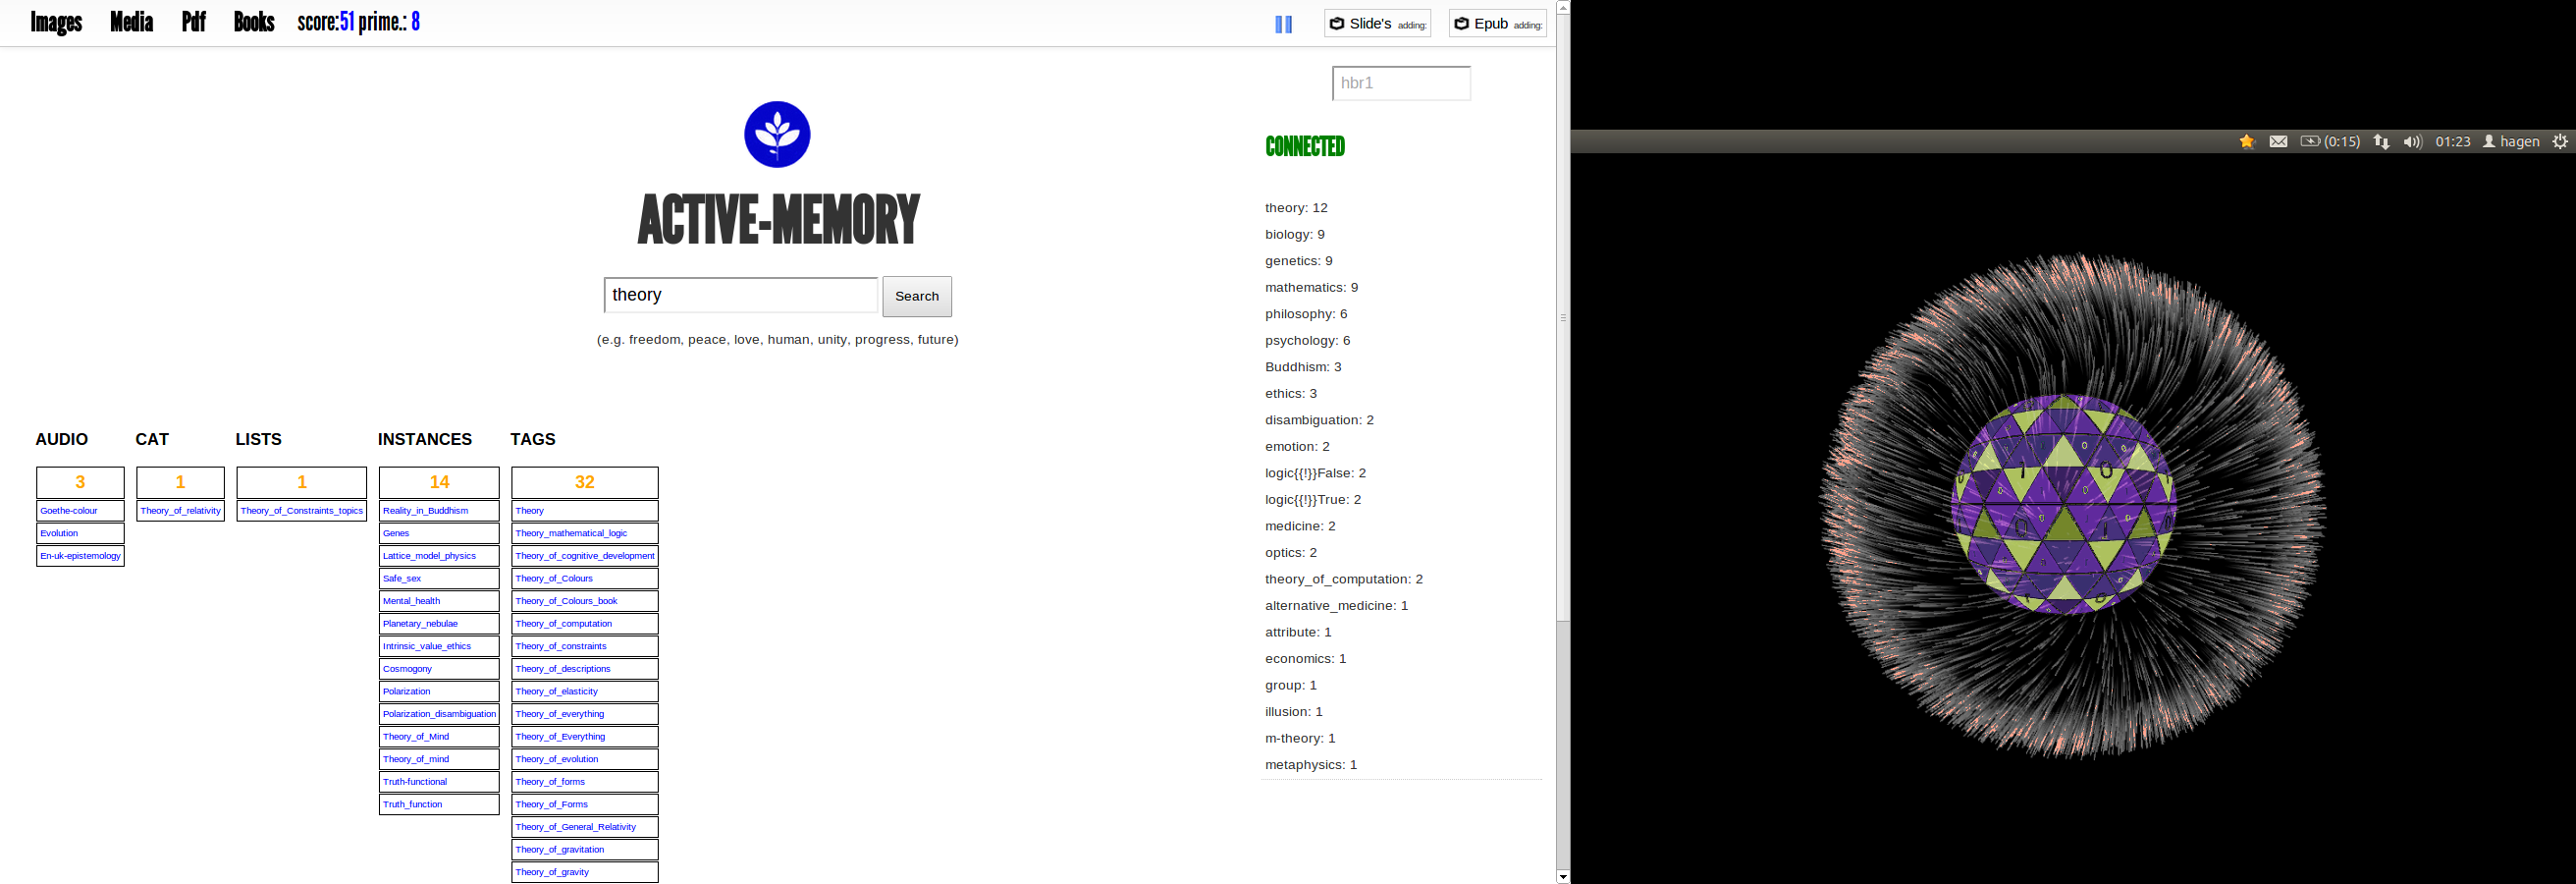 Images Media Pdf Books score:51 prime.: 8
Slide's adding: Epub adding:
hbr1
(0:15) 01:23 hagen
CONNECTED
ACTIVE-MEMORY
theory Search
(e.g. freedom, peace, love, human, unity, progress, future)
theory: 12
biology: 9
genetics: 9
mathematics: 9
philosophy: 6
psychology: 6
Buddhism: 3
ethics: 3
disambiguation: 2
emotion: 2
logic{{!}}False: 2
logic{{!}}True: 2
medicine: 2
optics: 2
theory_of_computation: 2
alternative_medicine: 1
attribute: 1
economics: 1
group: 1
illusion: 1
m-theory: 1
metaphysics: 1
AUDIO
3
Goethe-colour
Evolution
En-uk-epistemology
CAT
1
Theory_of_relativity
LISTS
1
Theory_of_Constraints_topics
INSTANCES
14
Reality_in_Buddhism
Genes
Lattice_model_physics
Safe_sex
Mental_health
Planetary_nebulae
Intrinsic_value_ethics
Cosmogony
Polarization
Polarization_disambiguation
Theory_of_Mind
Theory_of_mind
Truth-functional
Truth_function
TAGS
32
Theory
Theory_mathematical_logic
Theory_of_cognitive_development
Theory_of_Colours
Theory_of_Colours_book
Theory_of_computation
Theory_of_constraints
Theory_of_descriptions
Theory_of_elasticity
Theory_of_everything
Theory_of_Everything
Theory_of_evolution
Theory_of_forms
Theory_of_Forms
Theory_of_General_Relativity
Theory_of_gravitation
Theory_of_gravity